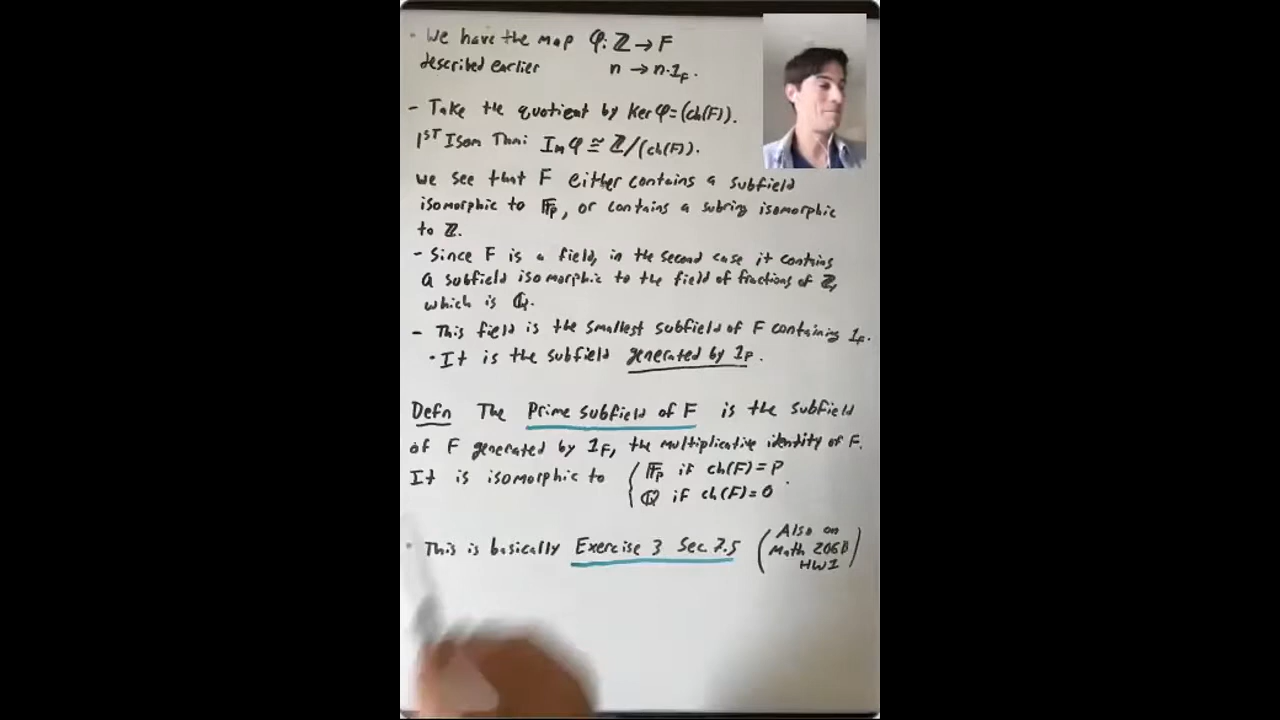 • We have the map φ: ℤ → F
described earlier n → n·1_F.
- Take the quotient by Ker φ = (ch(F)).
1ST Isom Thm: Im φ ≅ ℤ/(ch(F)).
We see that F either contains a subfield
isomorphic to 𝔽_p, or contains a subring isomorphic
to ℤ.
- Since F is a field, in the second case it contains
a subfield isomorphic to the field of fractions of ℤ,
which is ℚ.
- This field is the smallest subfield of F containing 1_F.
• It is the subfield generated by 1_F.
Defn The Prime subfield of F is the subfield
of F generated by 1_F, the multiplicative identity of F.
It is isomorphic to { 𝔽_p if ch(F) = p
ℚ if ch(F) = 0 .
• This is basically Exercise 3 Sec. 7.5 (Also on
Math 206B
HW1)